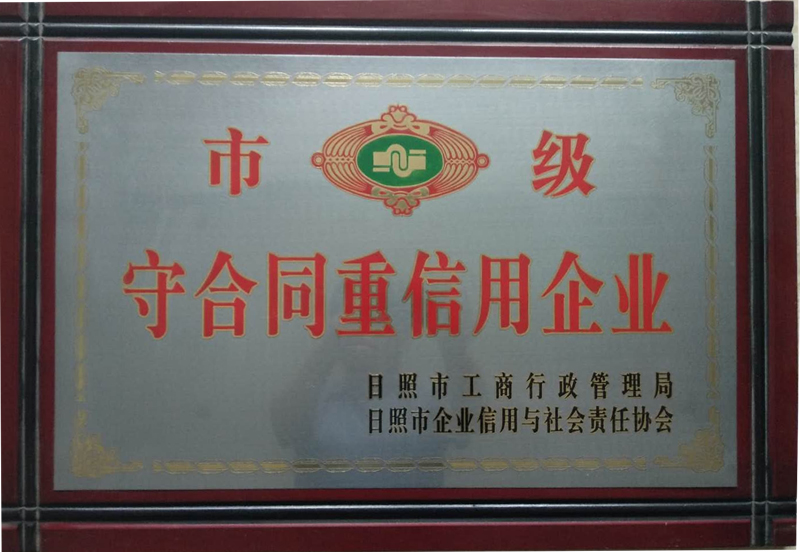 市 级
守合同重信用企业
日照市工商行政管理局
日照市企业信用与社会责任协会